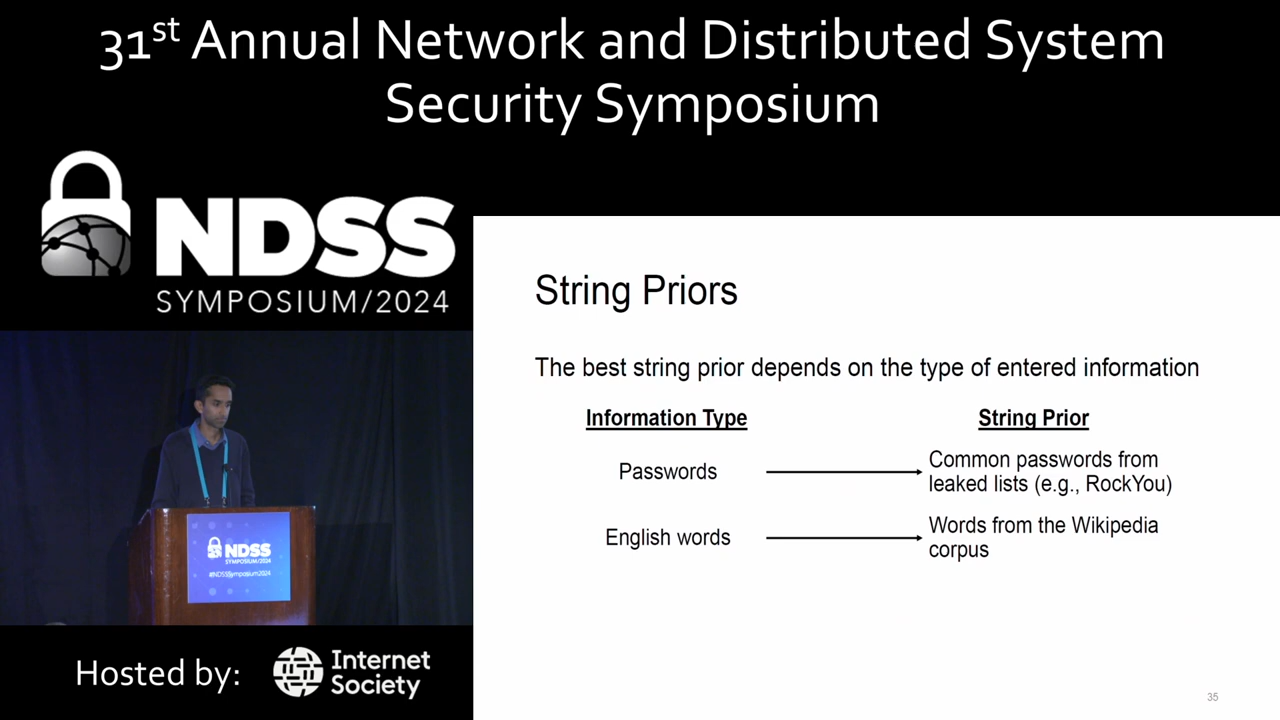 31st Annual Network and Distributed System
Security Symposium
NDSS
SYMPOSIUM/2024
String Priors
The best string prior depends on the type of entered information
Information Type
String Prior
Passwords
Common passwords from
leaked lists (e.g., RockYou)
English words
Words from the Wikipedia
corpus
NDSS
SYMPOSIUM/2024
#NDSSSymposium2024
Hosted by:
Internet
Society
35